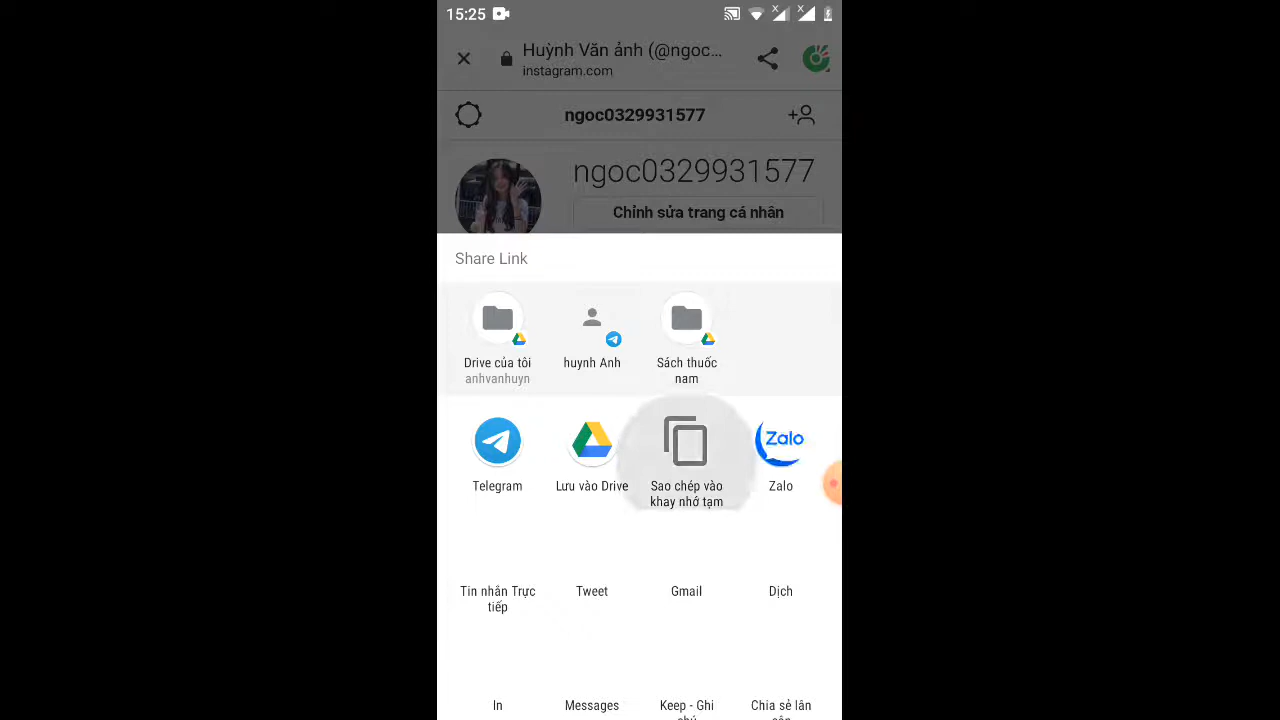 15:25
Huỳnh Văn ảnh (@ngoc...
instagram.com
ngoc0329931577
ngoc0329931577
Chỉnh sửa trang cá nhân
Share Link
Drive của tôi
anhvanhuyn
huynh Anh
Sách thuốc
nam
Zalo
Telegram
Lưu vào Drive
Sao chép vào
khay nhớ tạm
Zalo
Tin nhắn Trực
tiếp
Tweet
Gmail
Dịch
In
Messages
Keep - Ghi
chú
Chia sẻ lân
cận